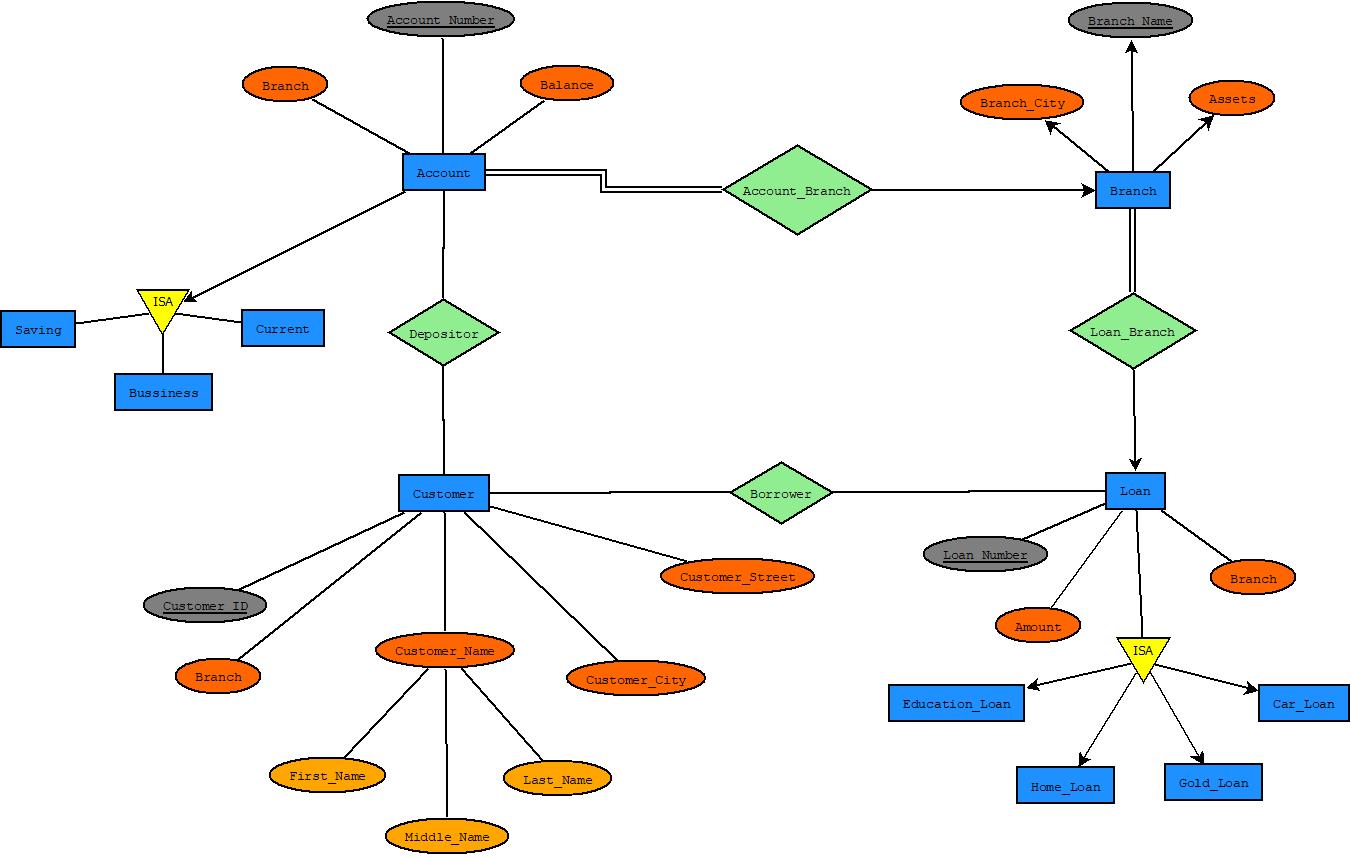 Account_Number
Branch_Name
Branch
Balance
Branch_City
Assets
Account
Account_Branch
Branch
ISA
Saving
Current
Depositor
Loan_Branch
Bussiness
Customer
Borrower
Loan
Loan_Number
Customer_Street
Branch
Customer_ID
Amount
Customer_Name
ISA
Branch
Customer_City
Education_Loan
Car_Loan
First_Name
Last_Name
Home_Loan
Gold_Loan
Middle_Name